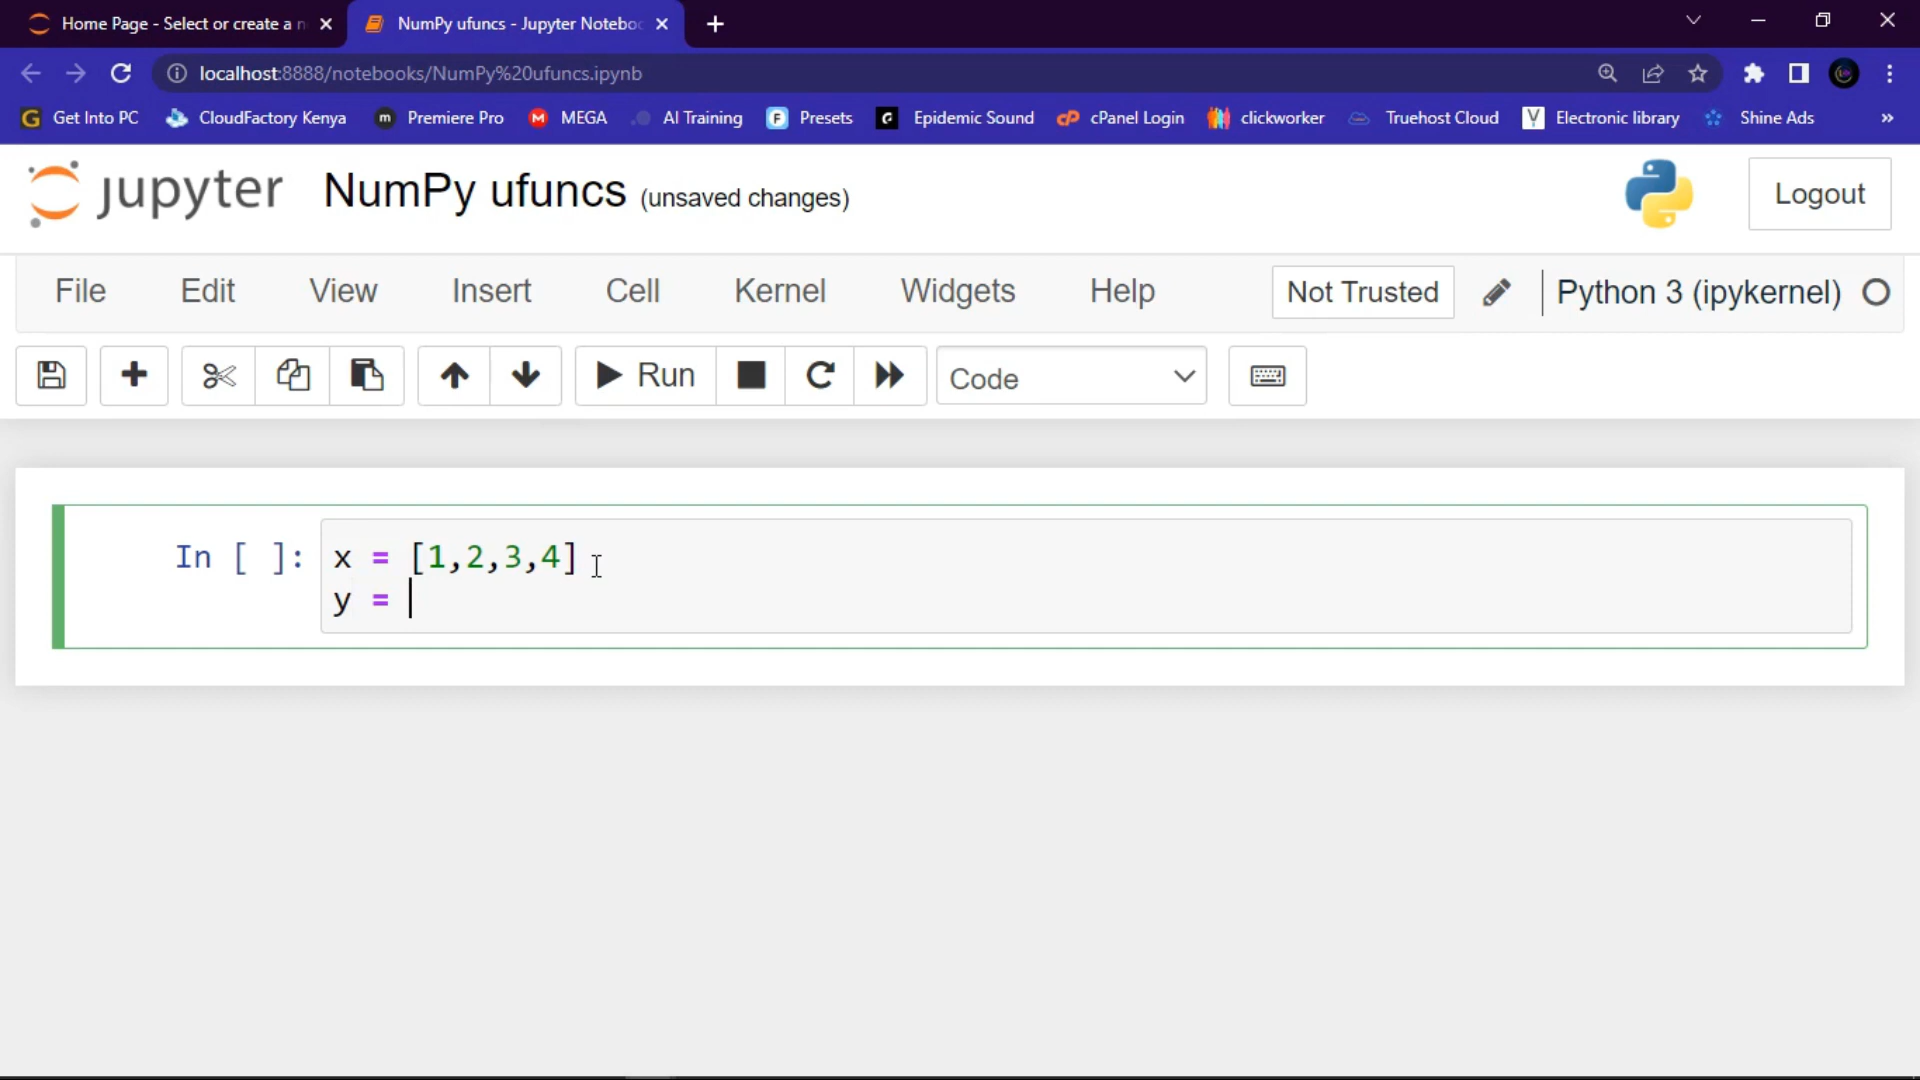 Home Page - Select or create a n
NumPy ufuncs - Jupyter Noteboo
localhost:8888/notebooks/NumPy%20ufuncs.ipynb
Get Into PC CloudFactory Kenya Premiere Pro MEGA AI Training Presets Epidemic Sound cPanel Login clickworker Truehost Cloud Electronic library Shine Ads »
jupyter NumPy ufuncs (unsaved changes) Logout
File Edit View Insert Cell Kernel Widgets Help Not Trusted Python 3 (ipykernel)
Run Code
In [ ]: x = [1,2,3,4]
y =